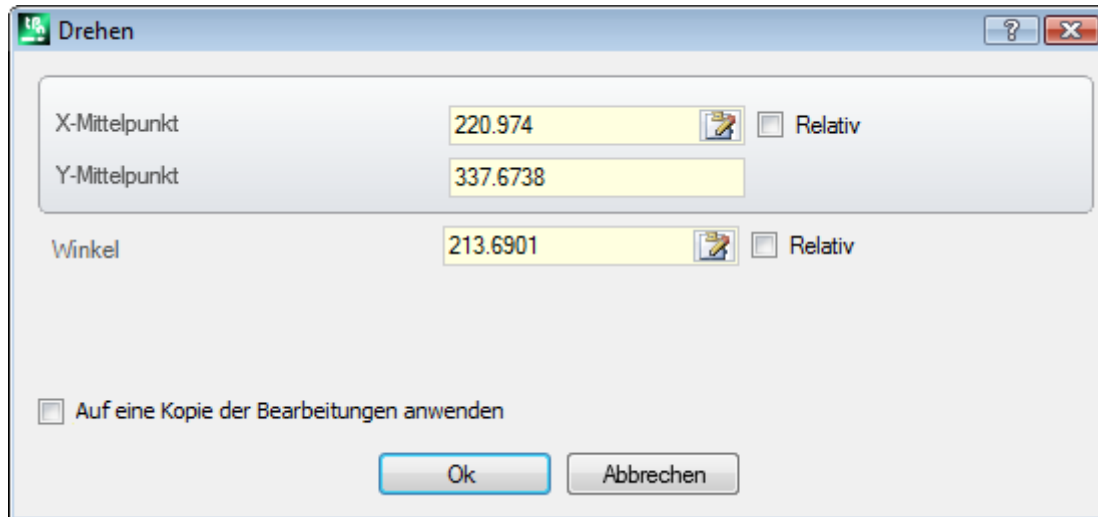 Drehen
X-Mittelpunkt 220.974 Relativ
Y-Mittelpunkt 337.6738
Winkel 213.6901 Relativ
Auf eine Kopie der Bearbeitungen anwenden
Ok Abbrechen